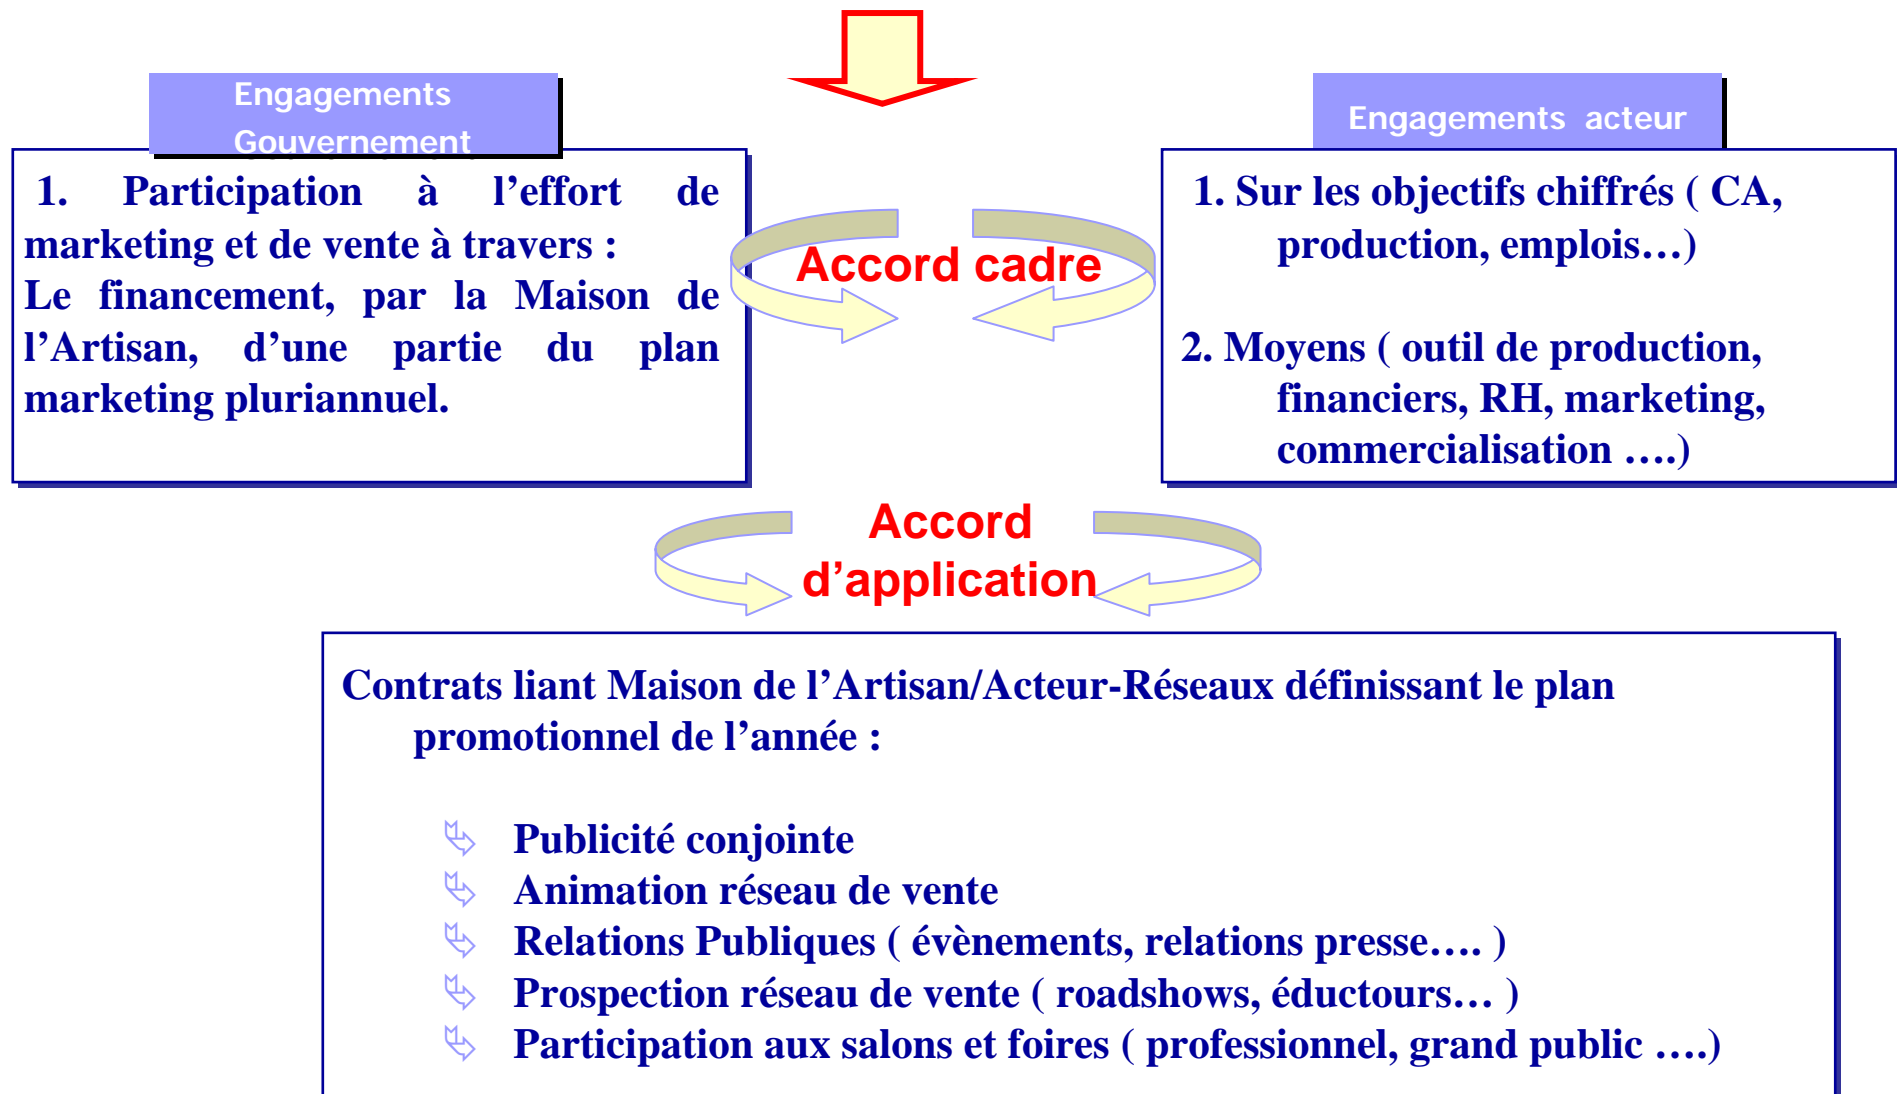 Engagements
Gouvernement
1. Participation à l’effort de
marketing et de vente à travers :
Le financement, par la Maison de
l’Artisan, d’une partie du plan
marketing pluriannuel.
Accord cadre
Engagements acteur
1. Sur les objectifs chiffrés ( CA,
production, emplois…)
2. Moyens ( outil de production,
financiers, RH, marketing,
commercialisation ….)
Accord
d’application
Contrats liant Maison de l’Artisan/Acteur-Réseaux définissant le plan
promotionnel de l’année :
Publicité conjointe
Animation réseau de vente
Relations Publiques ( évènements, relations presse…. )
Prospection réseau de vente ( roadshows, éductours… )
Participation aux salons et foires ( professionnel, grand public ….)